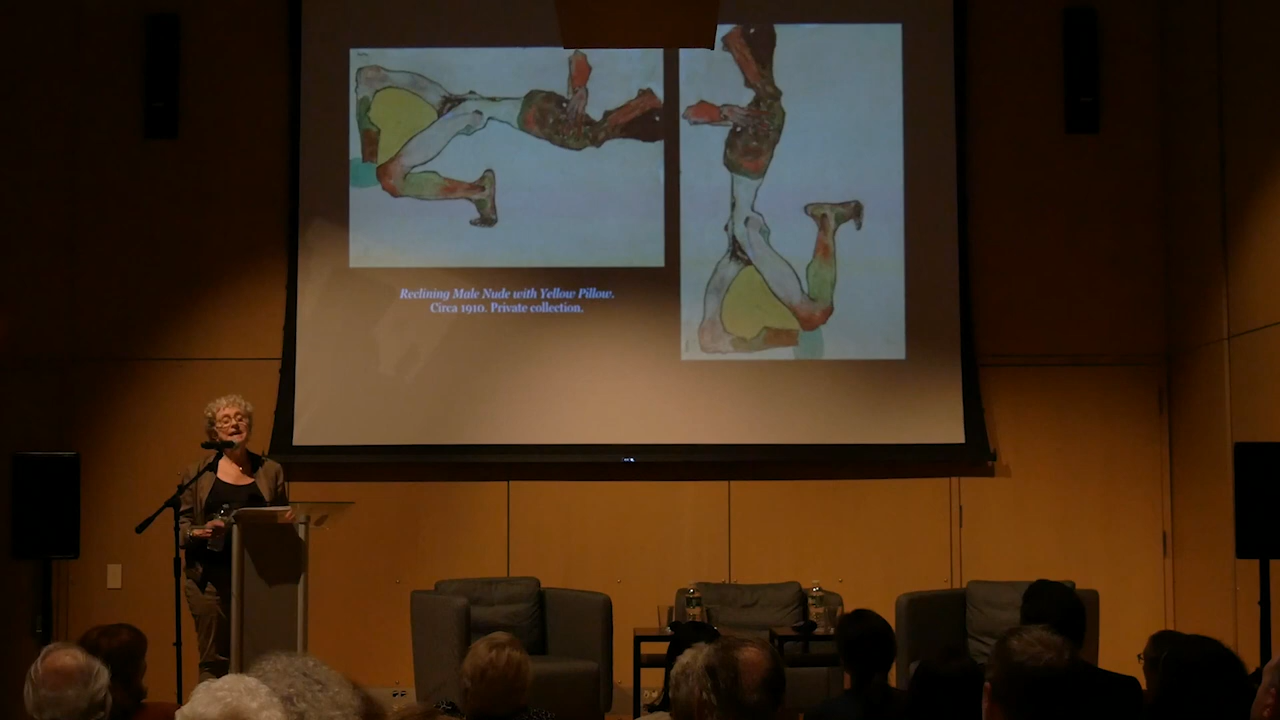 Reclining Male Nude with Yellow Pillow.
Circa 1910. Private collection.